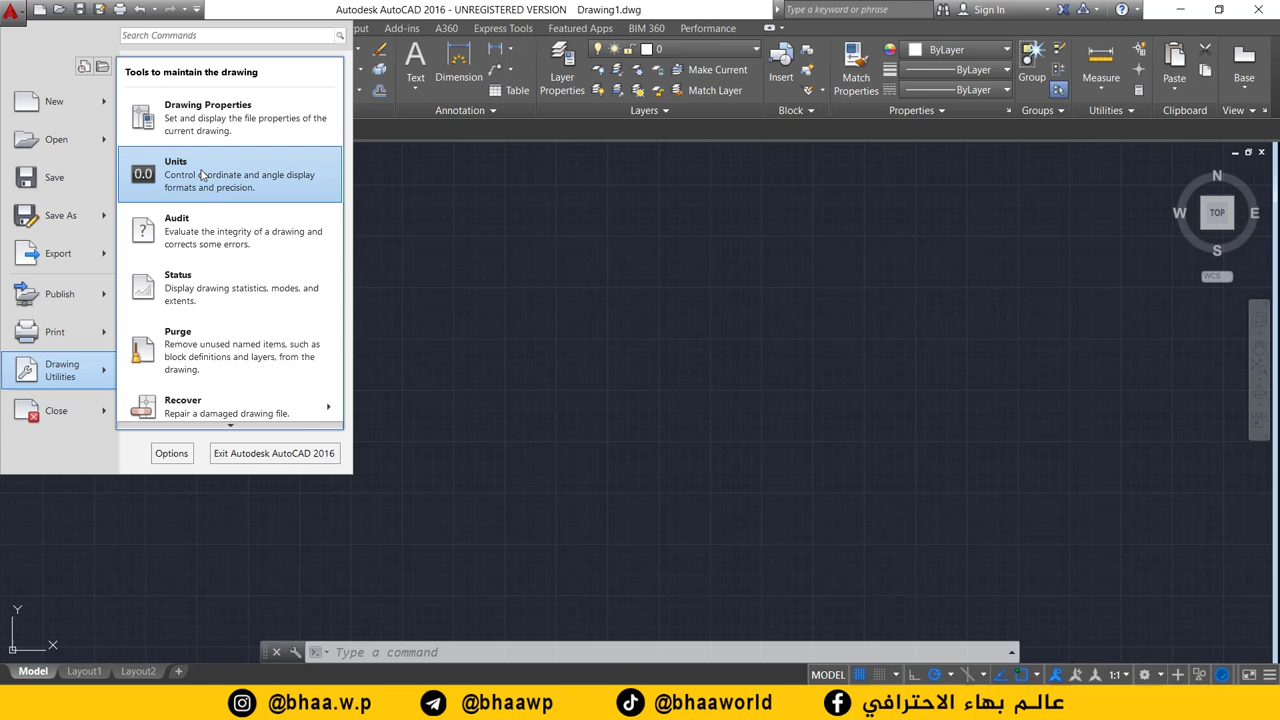 Autodesk AutoCAD 2016 - UNREGISTERED VERSION Drawing1.dwg
Type a keyword or phrase
Sign In
Search Commands
Add-ins A360 Express Tools Featured Apps BIM 360 Performance
Tools to maintain the drawing
Drawing Properties
Set and display the file properties of the
current drawing.
Units
Control coordinate and angle display
formats and precision.
Audit
Evaluate the integrity of a drawing and
corrects some errors.
Status
Display drawing statistics, modes, and
extents.
Purge
Remove unused named items, such as
block definitions and layers, from the
drawing.
Recover
Repair a damaged drawing file.
New
Open
Save
Save As
Export
Publish
Print
Drawing
Utilities
Close
Options
Exit Autodesk AutoCAD 2016
Text
Dimension
Table
Annotation
Layer
Properties
0
Make Current
Match Layer
Layers
Insert
Block
Match
Properties
ByLayer
ByLayer
ByLayer
Properties
Group
Groups
Measure
Utilities
Paste
Clipboard
Base
View
N
W TOP E
S
WCS
Y
X
Type a command
Model Layout1 Layout2
MODEL
1:1
@bhaa.w.p @bhaawp @bhaaworld عالم بهاء الاحترافي